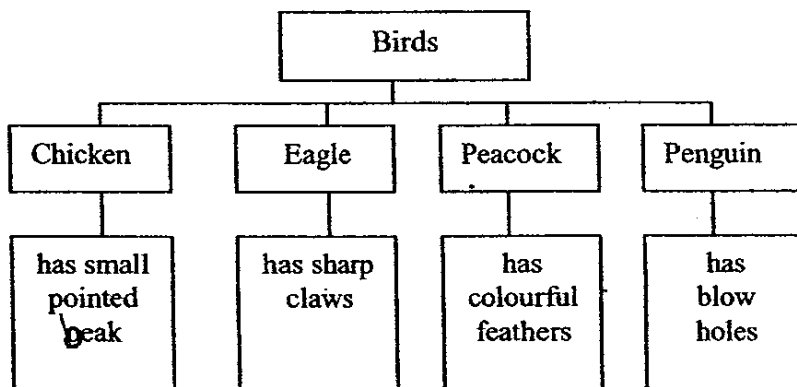 Birds
Chicken Eagle Peacock Penguin
has small
pointed
beak
has sharp
claws
has
colourful
feathers
has
blow
holes